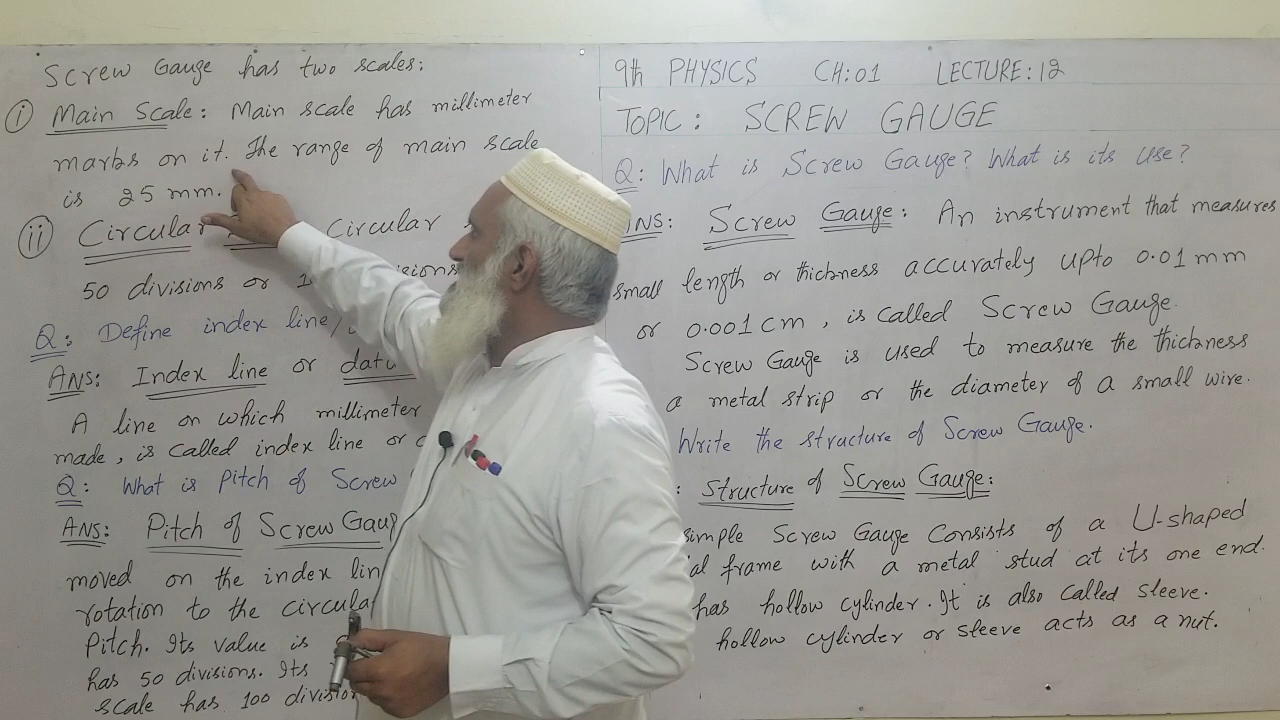 Screw Gauge has two scales:
(i) Main Scale: Main scale has millimeter
marks on it. The range of main scale
is 25 mm.
(ii) Circular Circular
50 divisions or
Q: Define index line/
ANS: Index line or
A line on which millimeter
made, is called index line or
Q: What is Pitch of Screw
ANS: Pitch of Screw
moved on the index
rotation to the
Pitch. Its value is
has 50 divisions. Its
scale has 100
9th PHYSICS CH:01 LECTURE:12
TOPIC: SCREW GAUGE
Q: What is Screw Gauge? What is its use?
ANS: Screw Gauge: An instrument that measures
small length or thickness accurately upto 0.01 mm
or 0.001 cm, is called Screw Gauge.
Screw Gauge is used to measure the thickness
a metal strip or the diameter of a small wire.
Write the structure of Screw Gauge.
: Structure of Screw Gauge:
simple Screw Gauge Consists of a U-shaped
frame with a metal stud at its one end.
has hollow cylinder. It is also called sleeve.
hollow cylinder or sleeve acts as a nut.